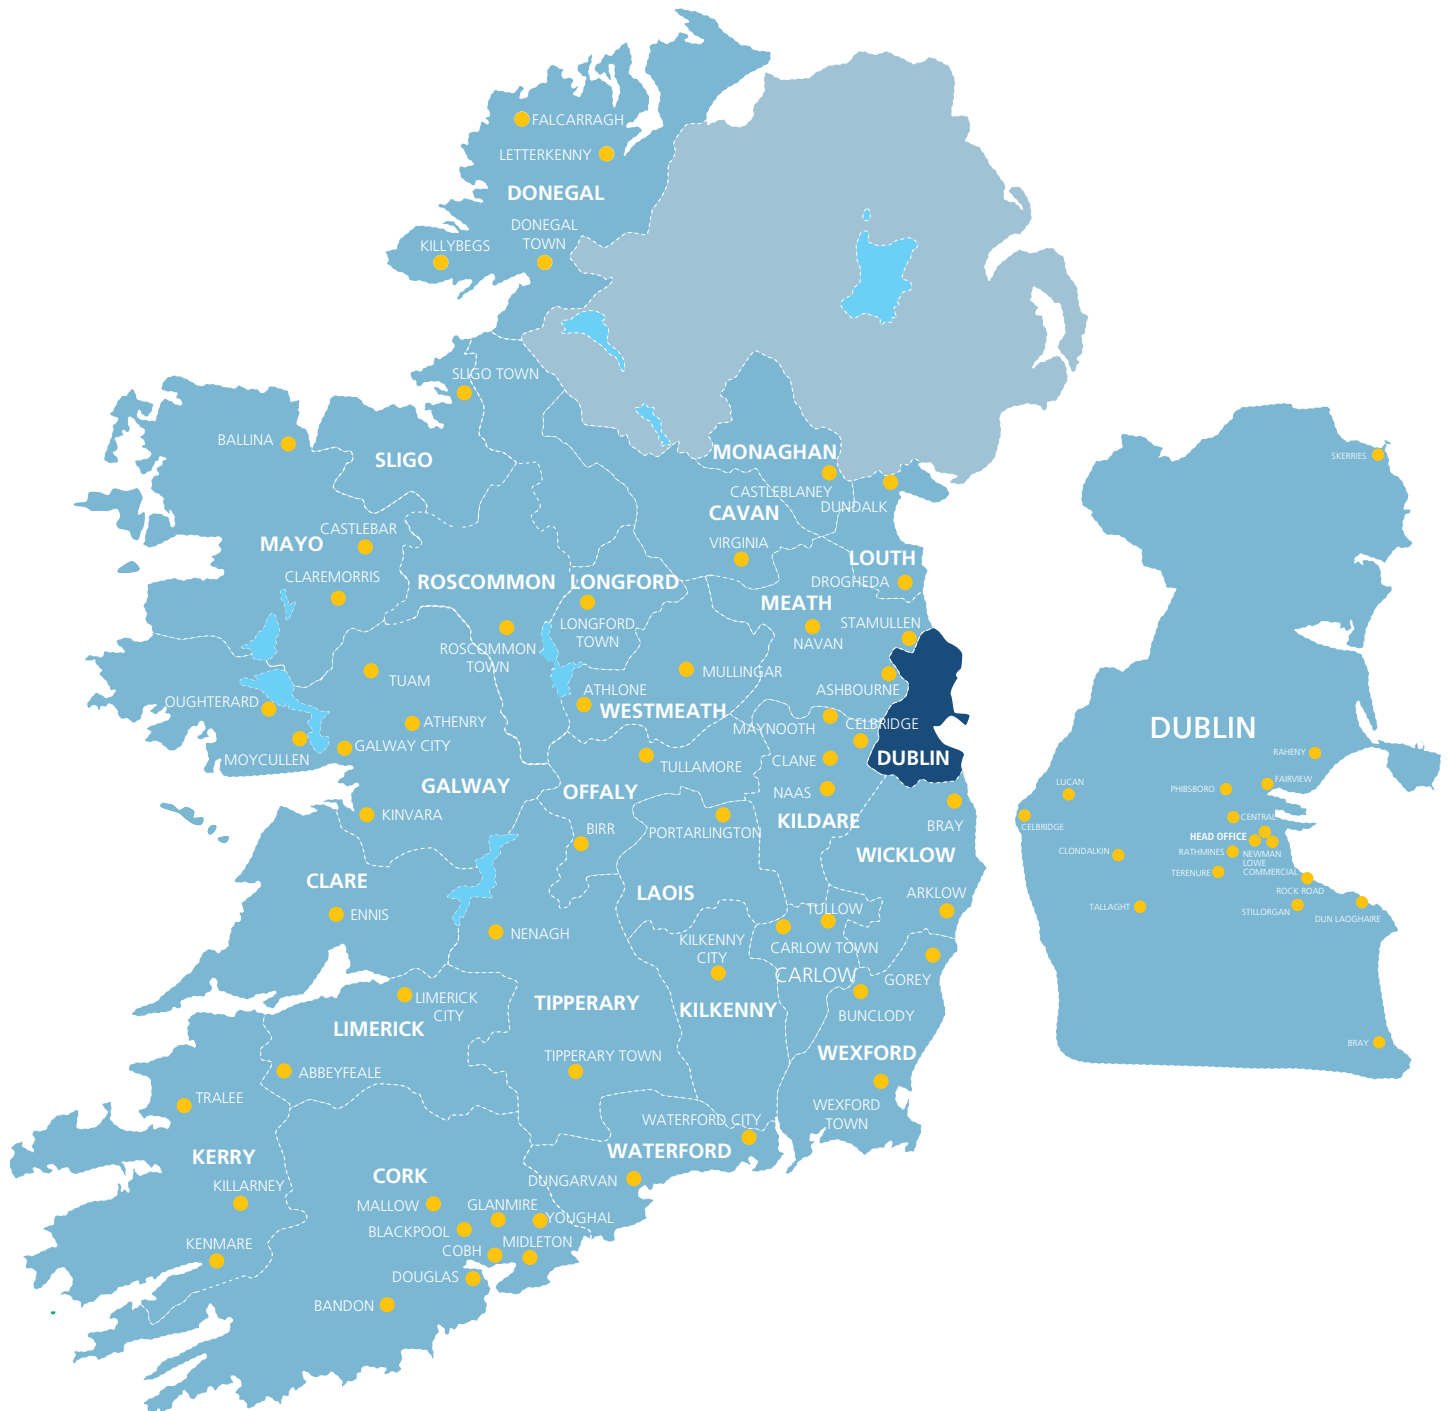 FALCARRAGH
LETTERKENNY
DONEGAL
DONEGAL
TOWN
KILLYBEGS
SLIGO TOWN
BALLINA
SLIGO
MONAGHAN
CASTLEBLANEY
DUNDALK
CAVAN
VIRGINIA
CASTLEBAR
MAYO
CLAREMORRIS
LOUTH
DROGHEDA
ROSCOMMON
LONGFORD
LONGFORD
TOWN
MEATH
NAVAN
STAMULLEN
ROSCOMMON
TOWN
TUAM
MULLINGAR
ASHBOURNE
ATHLONE
WESTMEATH
OUGHTERARD
ATHENRY
MOYCULLEN
GALWAY CITY
MAYNOOTH
CELBRIDGE
CLANE
DUBLIN
TULLAMORE
GALWAY
OFFALY
NAAS
KILDARE
KINVARA
BIRR
PORTARLINGTON
BRAY
WICKLOW
CLARE
LAOIS
ARKLOW
ENNIS
NENAGH
TULLOW
KILKENNY
CITY
CARLOW TOWN
CARLOW
GOREY
LIMERICK
CITY
LIMERICK
TIPPERARY
KILKENNY
BUNCLODY
WEXFORD
TIPPERARY TOWN
ABBEYFEALE
TRALEE
WEXFORD
TOWN
WATERFORD CITY
WATERFORD
KERRY
CORK
DUNGARVAN
KILLARNEY
MALLOW
GLANMIRE
YOUGHAL
BLACKPOOL
KENMARE
COBH
MIDLETON
DOUGLAS
BANDON
SKERRIES
DUBLIN
RAHENY
FAIRVIEW
LUCAN
PHIBSBORO
CELBRIDGE
CENTRAL
HEAD OFFICE
CLONDALKIN
RATHMINES
NEWMAN
LOWE
COMMERCIAL
TERENURE
ROCK ROAD
TALLAGHT
STILLORGAN
DUN LAOGHAIRE
BRAY